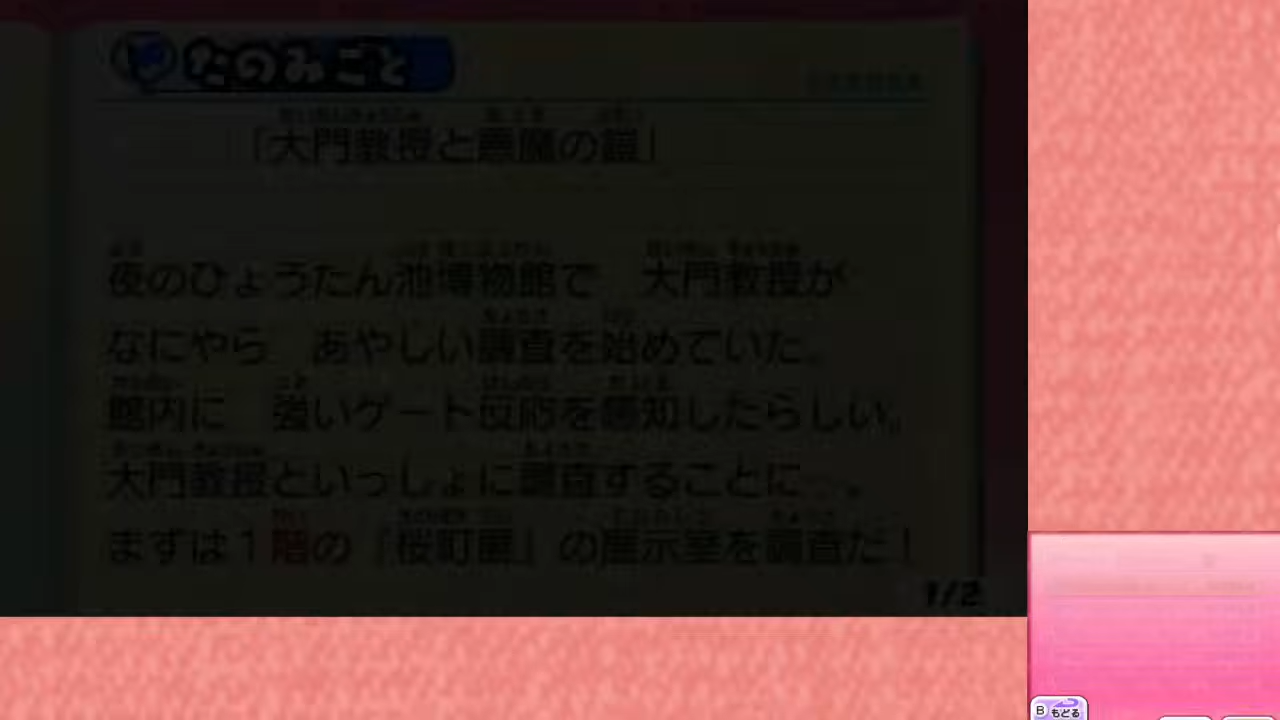 たのみごと
「大門教授と悪魔の鎧」
夜のひょうたん池博物館で 大門教授が
なにやら あやしい調査を始めていた。
館内に 強いゲート反応を感知したらしい。
大門教授といっしょに調査することに…。
まずは1階の『桜町展』の展示室を調査だ!
1/2
B もどる